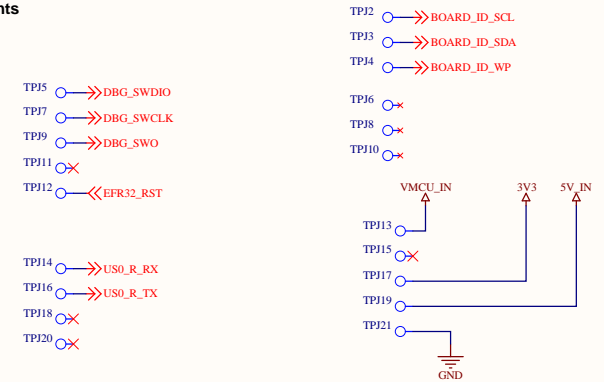 nts
TPJ2 BOARD_ID_SCL
TPJ3 BOARD_ID_SDA
TPJ4 BOARD_ID_WP
TPJ5 DBG_SWDIO
TPJ6
TPJ7 DBG_SWCLK
TPJ8
TPJ9 DBG_SWO
TPJ10
TPJ11
TPJ12 EFR32_RST
VMCU_IN 3V3 5V_IN
TPJ13
TPJ15
TPJ14 US0_R_RX
TPJ17
TPJ16 US0_R_TX
TPJ19
TPJ18
TPJ21
TPJ20
GND